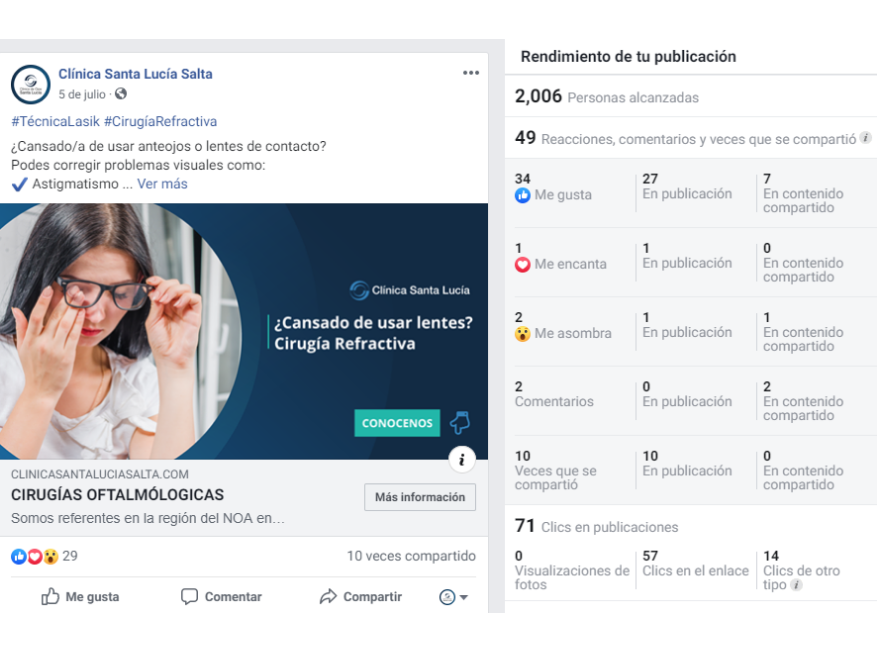 Clínica Santa Lucía Salta
5 de julio
#TécnicaLasik #CirugíaRefractiva
¿Cansado/a de usar anteojos o lentes de contacto?
Podes corregir problemas visuales como:
✔ Astigmatismo ... Ver más
Clínica Santa Lucía
¿Cansado de usar lentes?
Cirugía Refractiva
CONOCENOS
i
CLINICASANTALUCIASALTA.COM
CIRUGÍAS OFTALMÓLOGICAS
Somos referentes en la región del NOA en...
Más información
29
10 veces compartido
Me gusta
Comentar
Compartir
Rendimiento de tu publicación
2,006 Personas alcanzadas
49 Reacciones, comentarios y veces que se compartió i
34
Me gusta
27
En publicación
7
En contenido
compartido
1
Me encanta
1
En publicación
0
En contenido
compartido
2
Me asombra
1
En publicación
1
En contenido
compartido
2
Comentarios
0
En publicación
2
En contenido
compartido
10
Veces que se
compartió
10
En publicación
0
En contenido
compartido
71 Clics en publicaciones
0
Visualizaciones de
fotos
57
Clics en el enlace
14
Clics de otro
tipo i